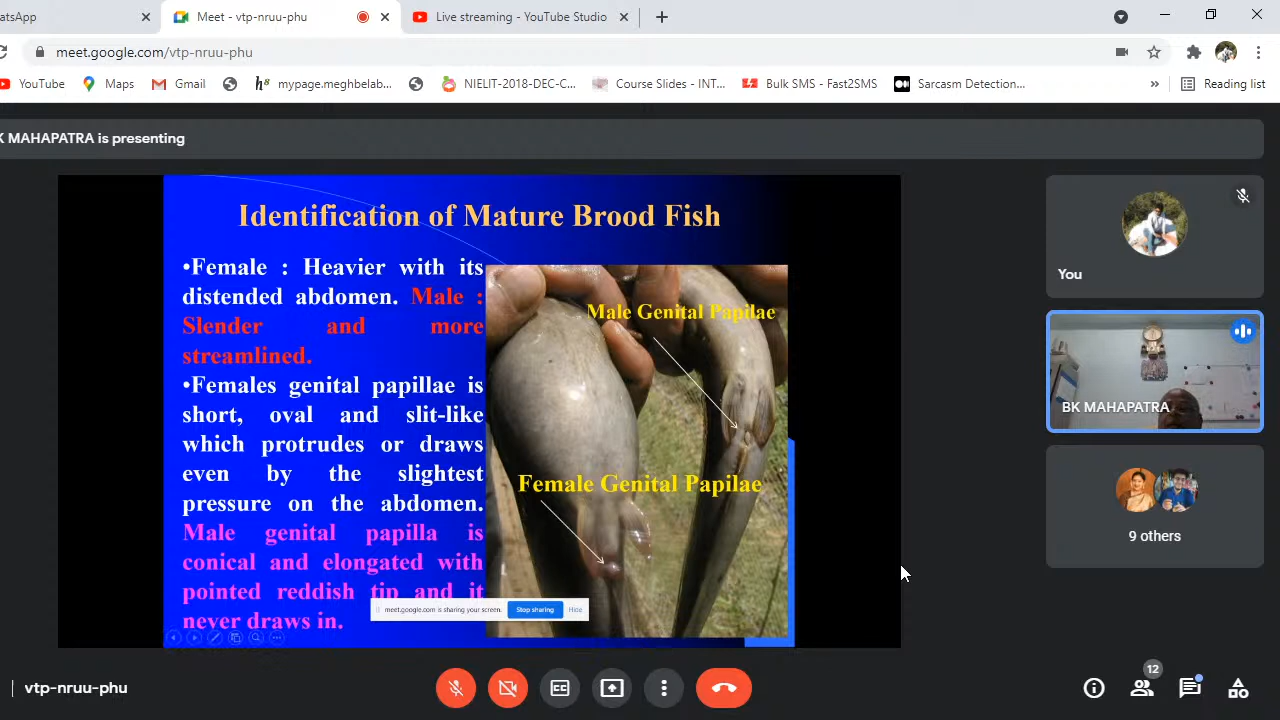 atsApp
Meet - vtp-nruu-phu
Live streaming - YouTube Studio
meet.google.com/vtp-nruu-phu
YouTube
Maps
Gmail
mypage.meghbelab...
NIELIT-2018-DEC-C...
Course Slides - INT...
Bulk SMS - Fast2SMS
Sarcasm Detection...
»
Reading list
K MAHAPATRA is presenting
Identification of Mature Brood Fish
•Female : Heavier with its
distended abdomen. Male :
Slender and more
streamlined.
•Females genital papillae is
short, oval and slit-like
which protrudes or draws
even by the slightest
pressure on the abdomen.
Male genital papilla is
conical and elongated with
pointed reddish tip and it
never draws in.
Male Genital Papilae
Female Genital Papilae
meet.google.com is sharing your screen.
Stop sharing
Hide
You
BK MAHAPATRA
9 others
vtp-nruu-phu
CC
12